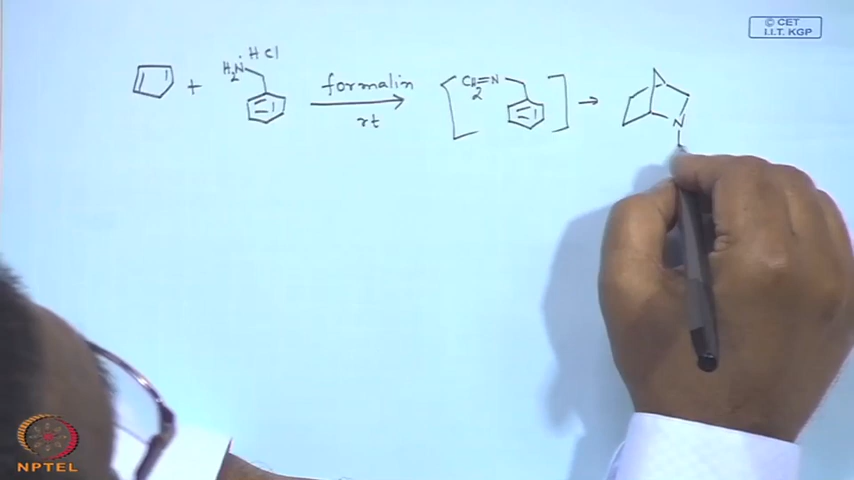 © CET
I.I.T. KGP
+ H2N HCl formalin rt [ CH2=N ] → N
NPTEL